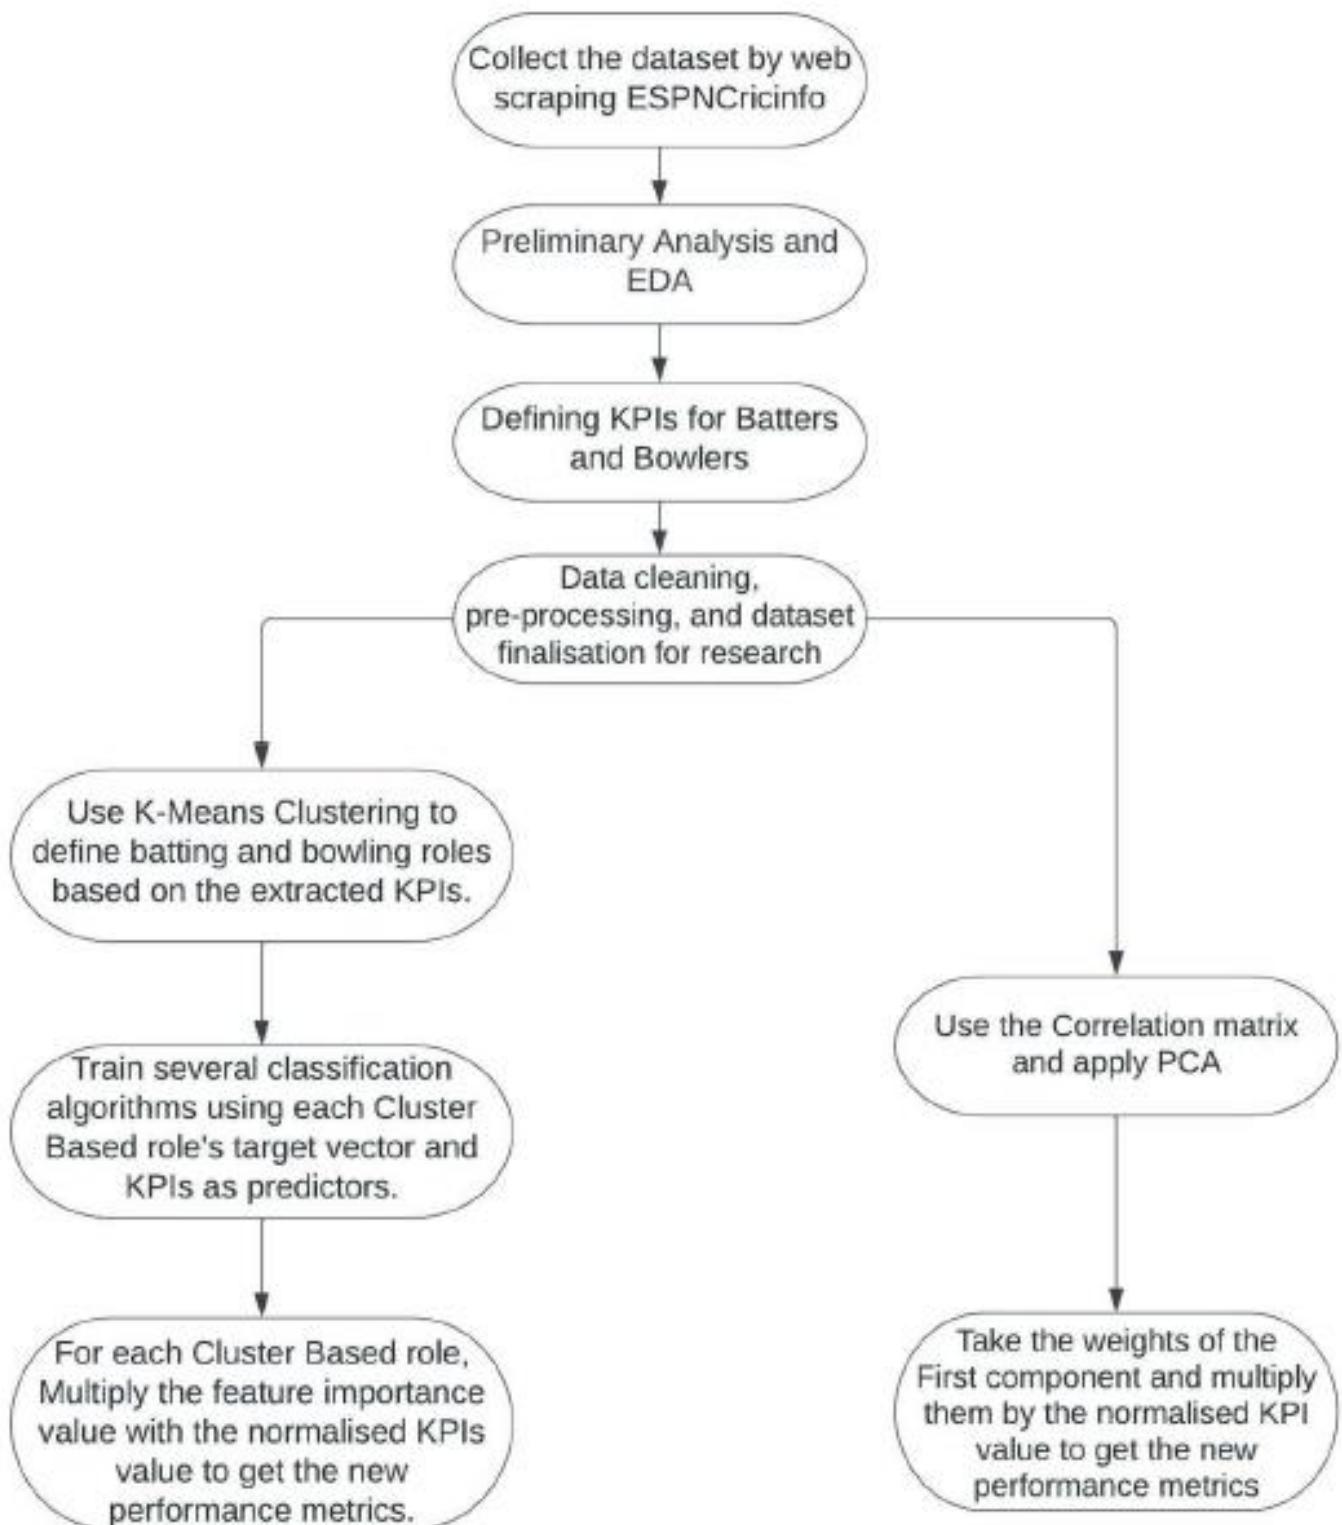 Collect the dataset by web
scraping ESPNCricinfo
Preliminary Analysis and
EDA
Defining KPIs for Batters
and Bowlers
Data cleaning,
pre-processing, and dataset
finalisation for research
Use K-Means Clustering to
define batting and bowling roles
based on the extracted KPIs.
Train several classification
algorithms using each Cluster
Based role's target vector and
KPIs as predictors.
For each Cluster Based role,
Multiply the feature importance
value with the normalised KPIs
value to get the new
performance metrics.
Use the Correlation matrix
and apply PCA
Take the weights of the
First component and multiply
them by the normalised KPI
value to get the new
performance metrics